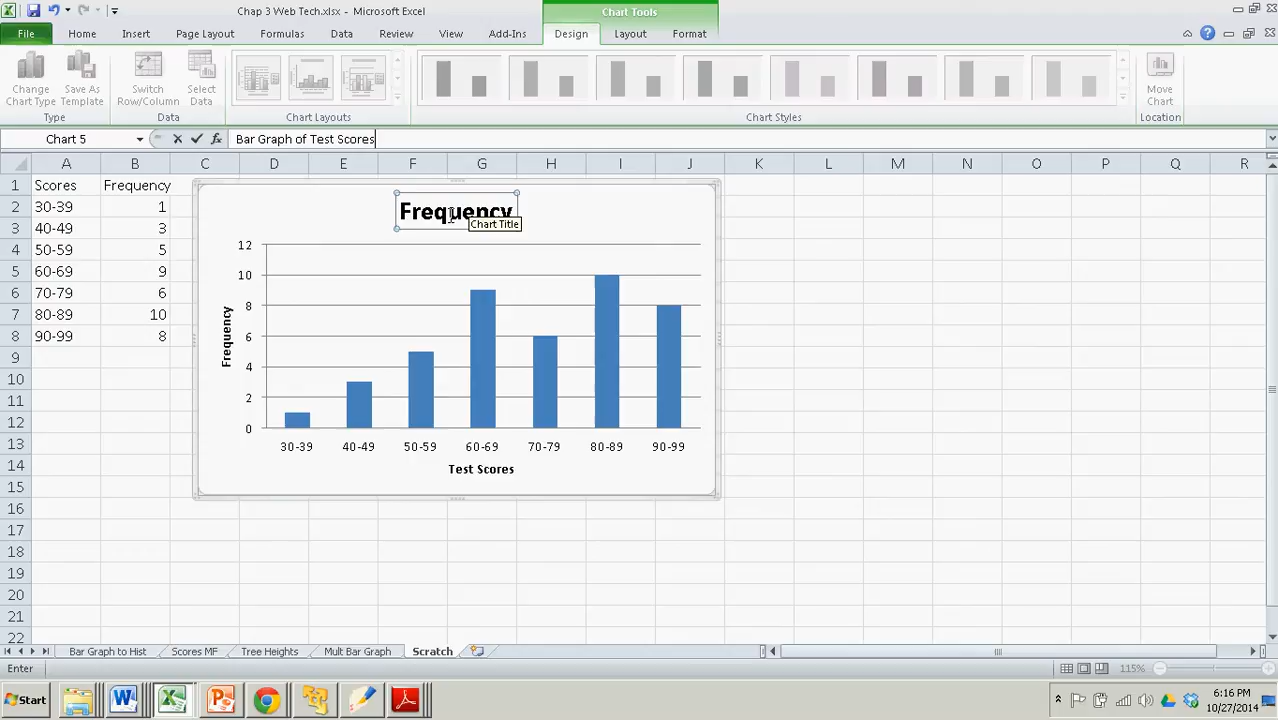 Chap 3 Web Tech.xlsx - Microsoft Excel
Chart Tools
File Home Insert Page Layout Formulas Data Review View Add-Ins Design Layout Format
Change Chart Type
Save As Template
Switch Row/Column
Select Data
Move Chart
Type Data Chart Layouts Chart Styles Location
Chart 5 fx Bar Graph of Test Scores
A B C D E F G H I J K L M N O P Q R
1 Scores Frequency
2 30-39 1
3 40-49 3
4 50-59 5
5 60-69 9
6 70-79 6
7 80-89 10
8 90-99 8
9
10
11
12
13
14
15
16
17
18
19
20
21
22
Frequency
Chart Title
12
10
8
6
4
2
0
Frequency
30-39 40-49 50-59 60-69 70-79 80-89 90-99
Test Scores
Bar Graph to Hist Scores MF Tree Heights Mult Bar Graph Scratch
Enter 115%
Start 6:16 PM
10/27/2014